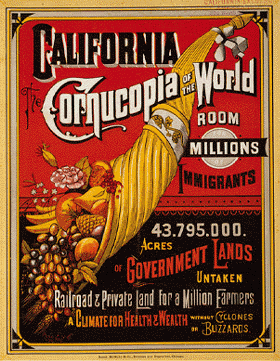 CALIFORNIA
The
Cornucopia OF THE World
ROOM
FOR
MILLIONS
OF
IMMIGRANTS
43.795.000.
ACRES
OF GOVERNMENT LANDS
UNTAKEN
Railroad & Private Land for a Million Farmers
A CLIMATE FOR HEALTH & WEALTH WITHOUT CYCLONES
OR BLIZZARDS.